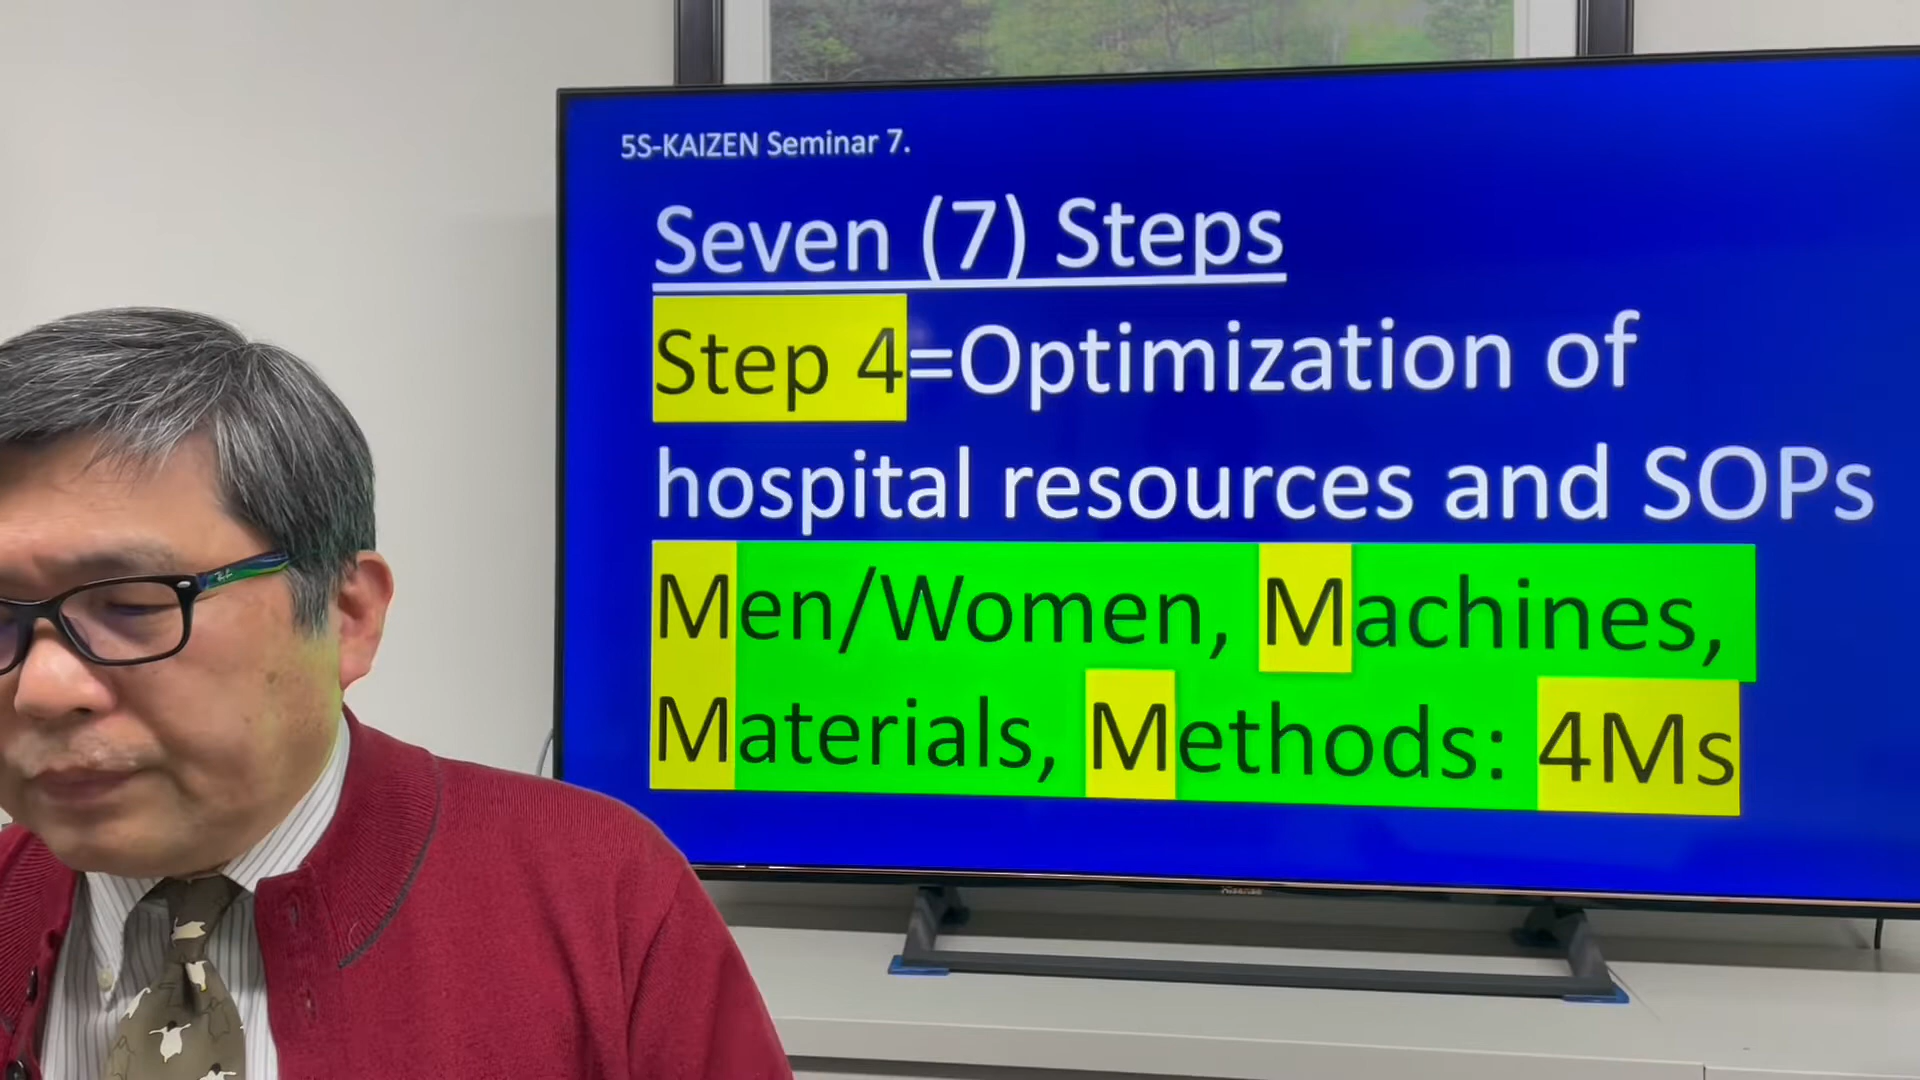 5S-KAIZEN Seminar 7.
Seven (7) Steps
Step 4=Optimization of
hospital resources and SOPs
Men/Women, Machines,
Materials, Methods: 4Ms
Hisense